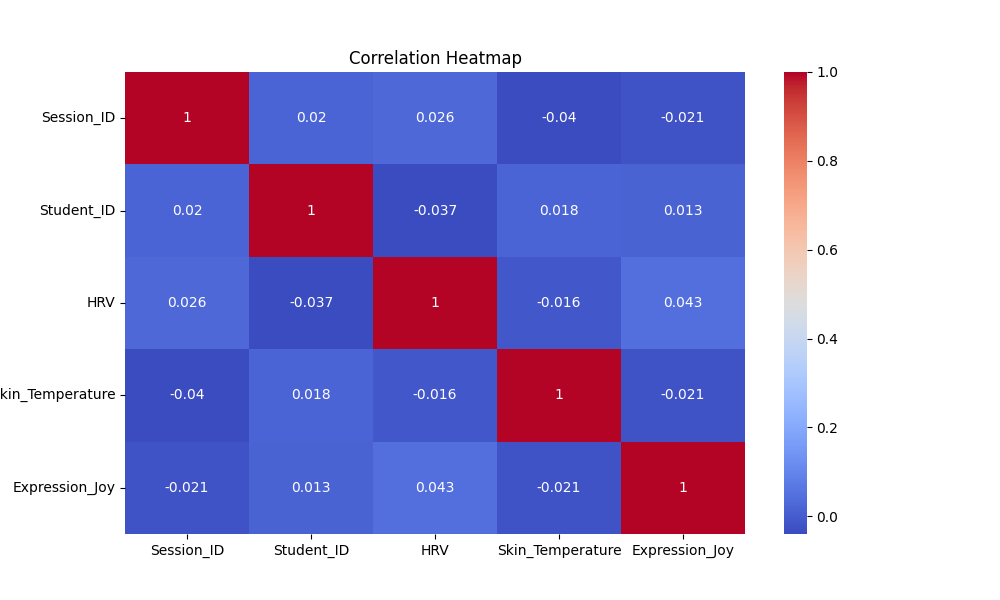 Correlation Heatmap
Session_ID 1 0.02 0.026 -0.04 -0.021
Student_ID 0.02 1 -0.037 0.018 0.013
HRV 0.026 -0.037 1 -0.016 0.043
kin_Temperature -0.04 0.018 -0.016 1 -0.021
Expression_Joy -0.021 0.013 0.043 -0.021 1
Session_ID Student_ID HRV Skin_Temperature Expression_Joy
1.0
0.8
0.6
0.4
0.2
0.0